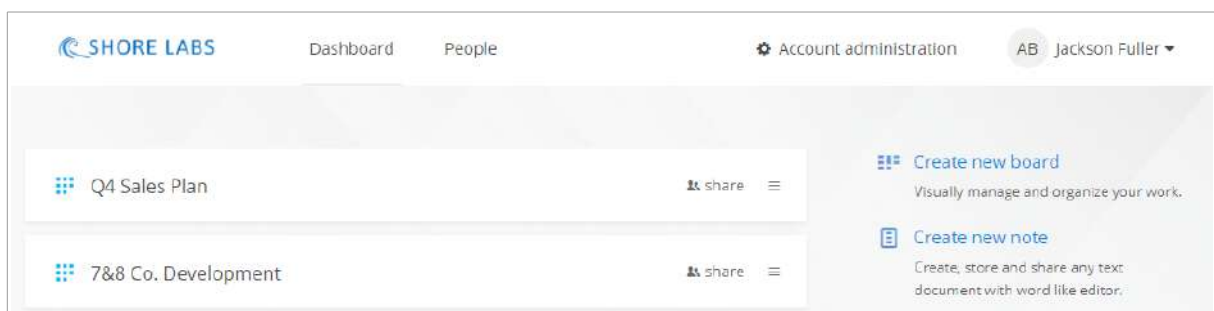 SHORE LABS Dashboard People Account administration AB Jackson Fuller
Q4 Sales Plan share
7&8 Co. Development share
Create new board
Visually manage and organize your work.
Create new note
Create, store and share any text
document with word like editor.